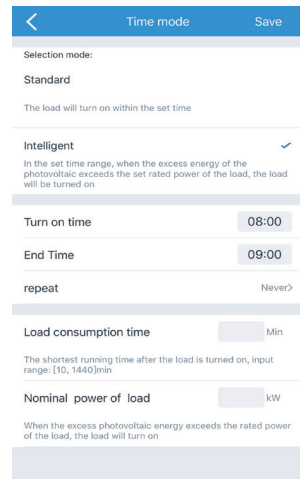 Time mode Save
Selection mode:
Standard
The load will turn on within the set time
Intelligent
In the set time range, when the excess energy of the
photovoltaic exceeds the set rated power of the load, the load
will be turned on
Turn on time 08:00
End Time 09:00
repeat Never>
Load consumption time Min
The shortest running time after the load is turned on, input
range: [10, 1440]min
Nominal power of load kW
When the excess photovoltaic energy exceeds the rated power
of the load, the load will turn on